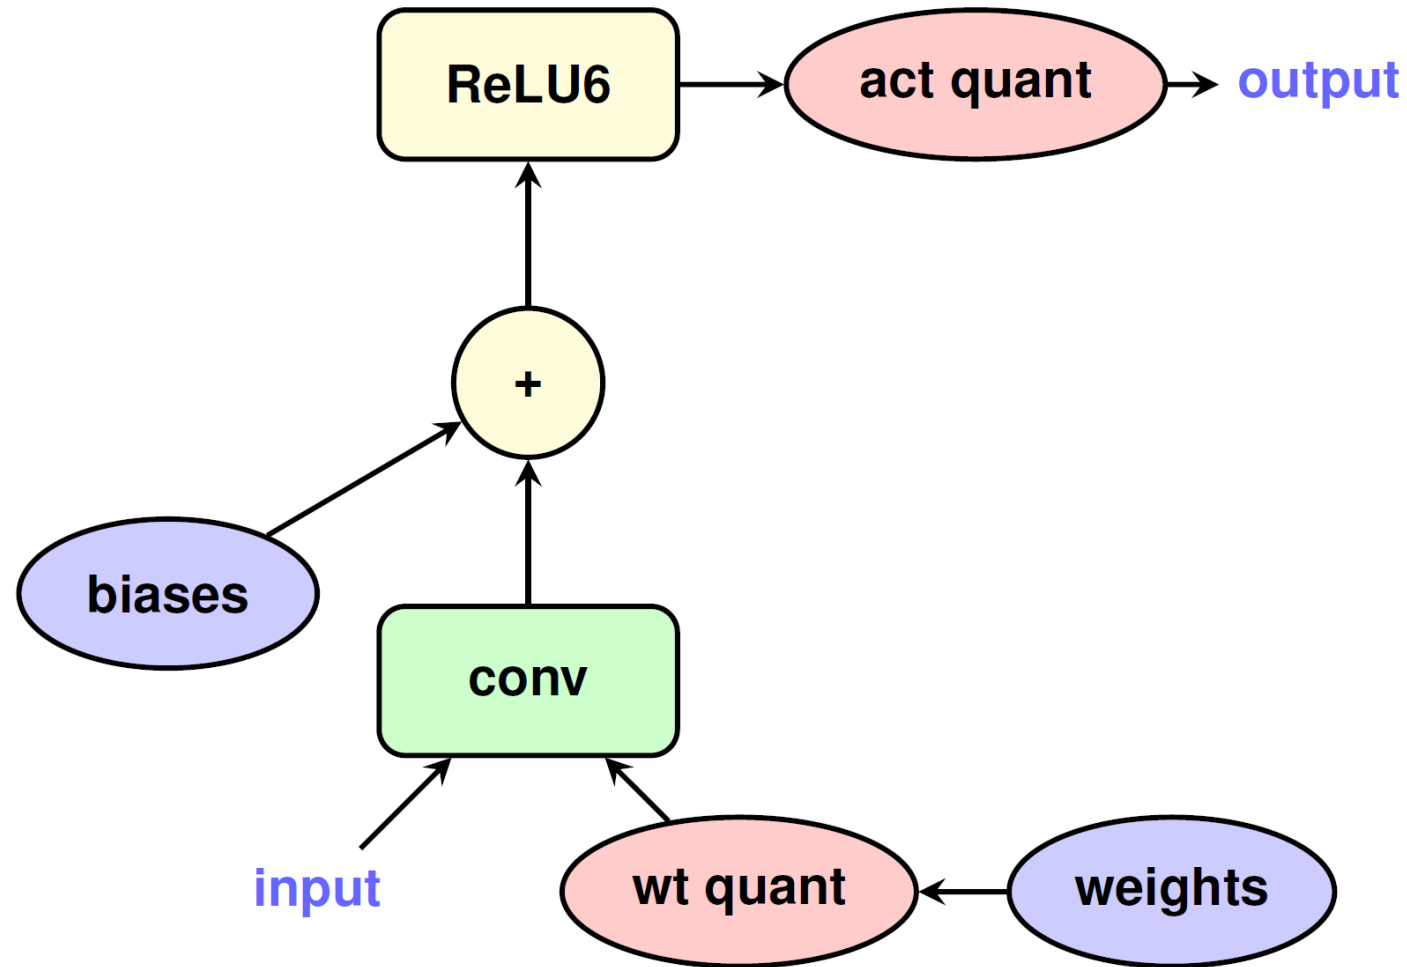 ReLU6
act quant
output
+
biases
conv
input
wt quant
weights